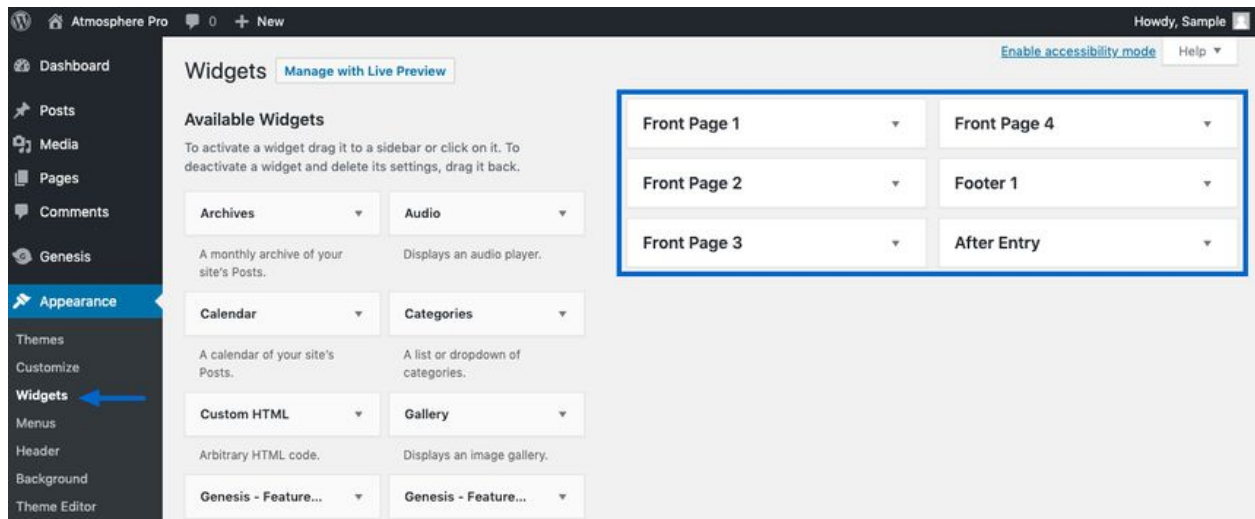 Atmosphere Pro 0 + New Howdy, Sample
Dashboard
Posts
Media
Pages
Comments
Genesis
Appearance
Themes
Customize
Widgets
Menus
Header
Background
Theme Editor
Enable accessibility mode Help
Widgets Manage with Live Preview
Available Widgets
To activate a widget drag it to a sidebar or click on it. To
deactivate a widget and delete its settings, drag it back.
Archives Audio
A monthly archive of your
site's Posts.
Displays an audio player.
Calendar Categories
A calendar of your site's
Posts.
A list or dropdown of
categories.
Custom HTML Gallery
Arbitrary HTML code. Displays an image gallery.
Genesis - Feature... Genesis - Feature...
Front Page 1 Front Page 4
Front Page 2 Footer 1
Front Page 3 After Entry